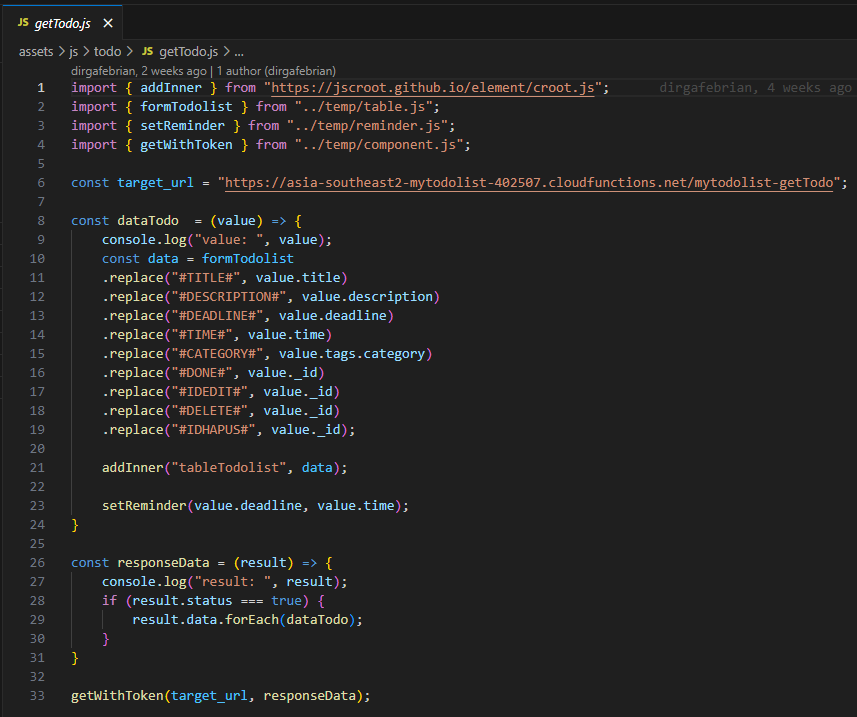 JS getTodo.js ×
assets > js > todo > JS getTodo.js > ...
dirgafebrian, 2 weeks ago | 1 author (dirgafebrian)
1 import { addInner } from "https://jscroot.github.io/element/croot.js"; dirgafebrian, 4 weeks ago
2 import { formTodolist } from "../temp/table.js";
3 import { setReminder } from "../temp/reminder.js";
4 import { getWithToken } from "../temp/component.js";
5
6 const target_url = "https://asia-southeast2-mytodolist-402507.cloudfunctions.net/mytodolist-getTodo";
7
8 const dataTodo  = (value) => {
9     console.log("value: ", value);
10     const data = formTodolist
11     .replace("#TITLE#", value.title)
12     .replace("#DESCRIPTION#", value.description)
13     .replace("#DEADLINE#", value.deadline)
14     .replace("#TIME#", value.time)
15     .replace("#CATEGORY#", value.tags.category)
16     .replace("#DONE#", value._id)
17     .replace("#IDEDIT#", value._id)
18     .replace("#DELETE#", value._id)
19     .replace("#IDHAPUS#", value._id);
20
21     addInner("tableTodolist", data);
22
23     setReminder(value.deadline, value.time);
24 }
25
26 const responseData = (result) => {
27     console.log("result: ", result);
28     if (result.status === true) {
29         result.data.forEach(dataTodo);
30     }
31 }
32
33 getWithToken(target_url, responseData);